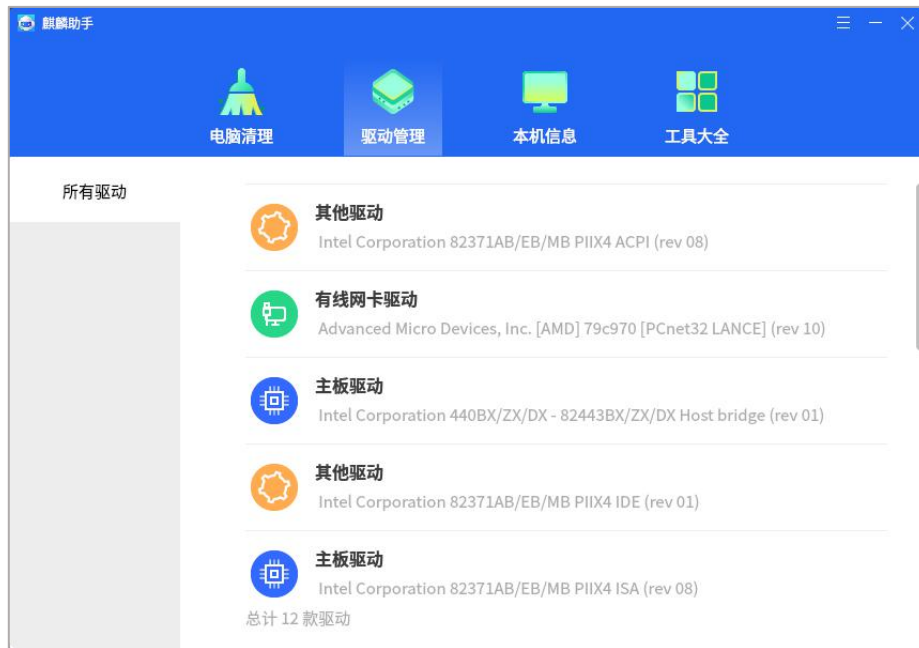 麒麟助手
电脑清理
驱动管理
本机信息
工具大全
所有驱动
其他驱动
Intel Corporation 82371AB/EB/MB PIIX4 ACPI (rev 08)
有线网卡驱动
Advanced Micro Devices, Inc. [AMD] 79c970 [PCnet32 LANCE] (rev 10)
主板驱动
Intel Corporation 440BX/ZX/DX - 82443BX/ZX/DX Host bridge (rev 01)
其他驱动
Intel Corporation 82371AB/EB/MB PIIX4 IDE (rev 01)
主板驱动
Intel Corporation 82371AB/EB/MB PIIX4 ISA (rev 08)
总计 12 款驱动